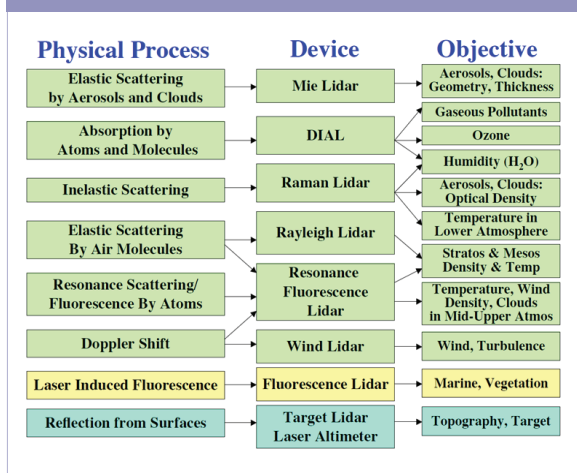 Physical Process
Device
Objective
Elastic Scattering
by Aerosols and Clouds
Mie Lidar
Aerosols, Clouds:
Geometry, Thickness
Absorption by
Atoms and Molecules
DIAL
Gaseous Pollutants
Ozone
Humidity (H₂O)
Inelastic Scattering
Raman Lidar
Aerosols, Clouds:
Optical Density
Temperature in
Lower Atmosphere
Elastic Scattering
By Air Molecules
Rayleigh Lidar
Stratos & Mesos
Density & Temp
Resonance Scattering/
Fluorescence By Atoms
Resonance
Fluorescence
Lidar
Temperature, Wind
Density, Clouds
in Mid-Upper Atmos
Doppler Shift
Wind Lidar
Wind, Turbulence
Laser Induced Fluorescence
Fluorescence Lidar
Marine, Vegetation
Reflection from Surfaces
Target Lidar
Laser Altimeter
Topography, Target